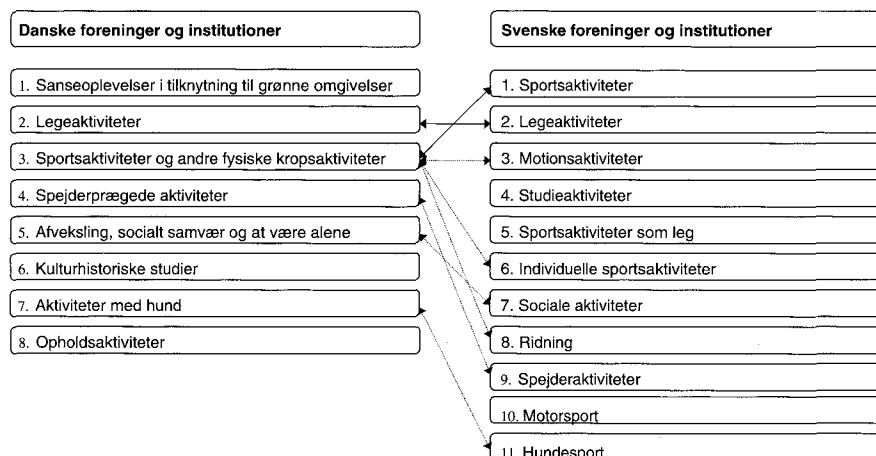 Danske foreninger og institutioner
1. Sanseoplevelser i tilknytning til grønne omgivelser
2. Legeaktiviteter
3. Sportsaktiviteter og andre fysiske kropsaktiviteter
4. Spejderprægede aktiviteter
5. Afveksling, socialt samvær og at være alene
6. Kulturhistoriske studier
7. Aktiviteter med hund
8. Opholdsaktiviteter
Svenske foreninger og institutioner
1. Sportsaktiviteter
2. Legeaktiviteter
3. Motionsaktiviteter
4. Studieaktiviteter
5. Sportsaktiviteter som leg
6. Individuelle sportsaktiviteter
7. Sociale aktiviteter
8. Ridning
9. Spejderaktiviteter
10. Motorsport
11. Hundesport